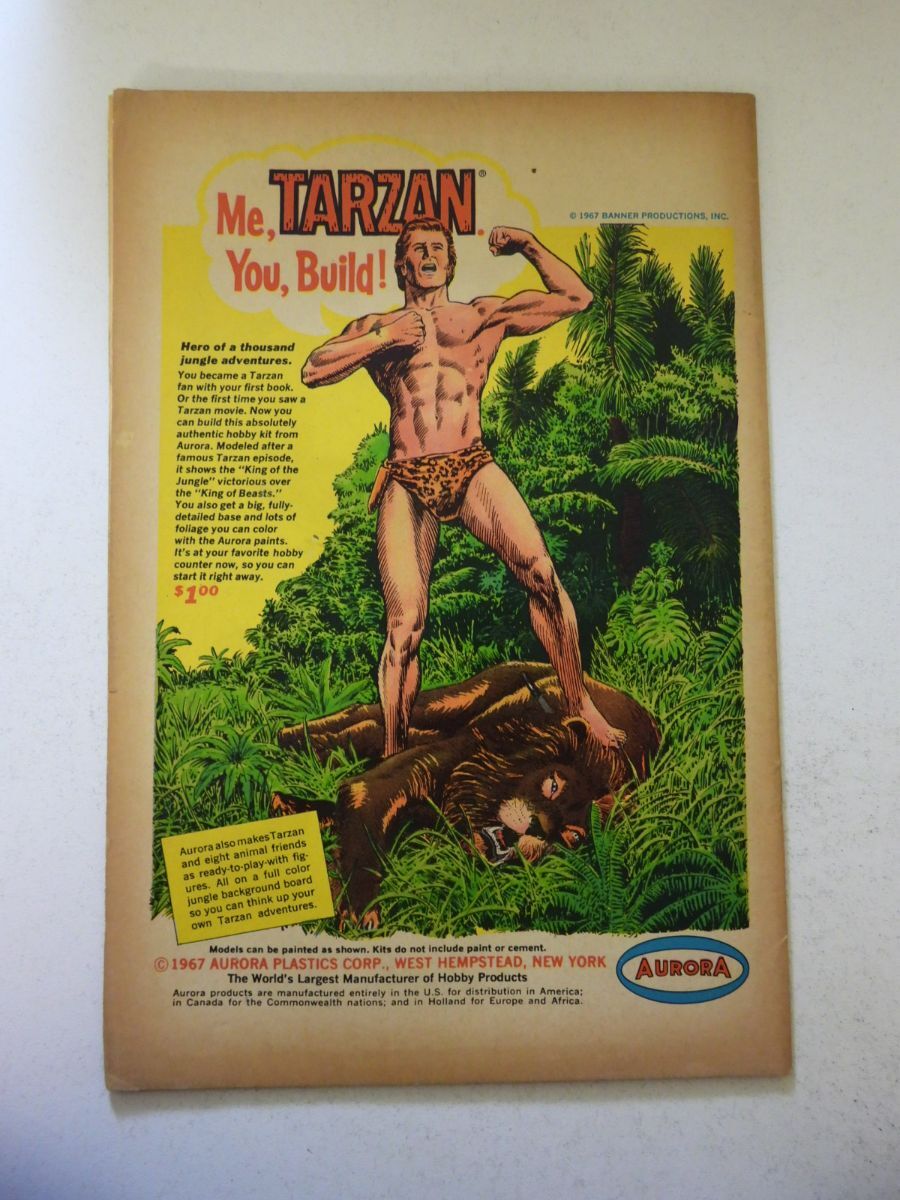 Me, TARZAN®.
© 1967 BANNER PRODUCTIONS, INC.
You, Build!
Hero of a thousand
jungle adventures.
You became a Tarzan
fan with your first book.
Or the first time you saw a
Tarzan movie. Now you
can build this absolutely
authentic hobby kit from
Aurora. Modeled after a
famous Tarzan episode,
it shows the "King of the
Jungle" victorious over
the "King of Beasts."
You also get a big, fully-
detailed base and lots of
foliage you can color
with the Aurora paints.
It's at your favorite hobby
counter now, so you can
start it right away.
$1.00
Aurora also makes Tarzan
and eight animal friends
as ready-to-play-with fig-
ures. All on a full color
jungle background board
so you can think up your
own Tarzan adventures.
Models can be painted as shown. Kits do not include paint or cement.
© 1967 AURORA PLASTICS CORP., WEST HEMPSTEAD, NEW YORK
The World's Largest Manufacturer of Hobby Products
Aurora products are manufactured entirely in the U.S. for distribution in America;
in Canada for the Commonwealth nations; and in Holland for Europe and Africa.
AURORA